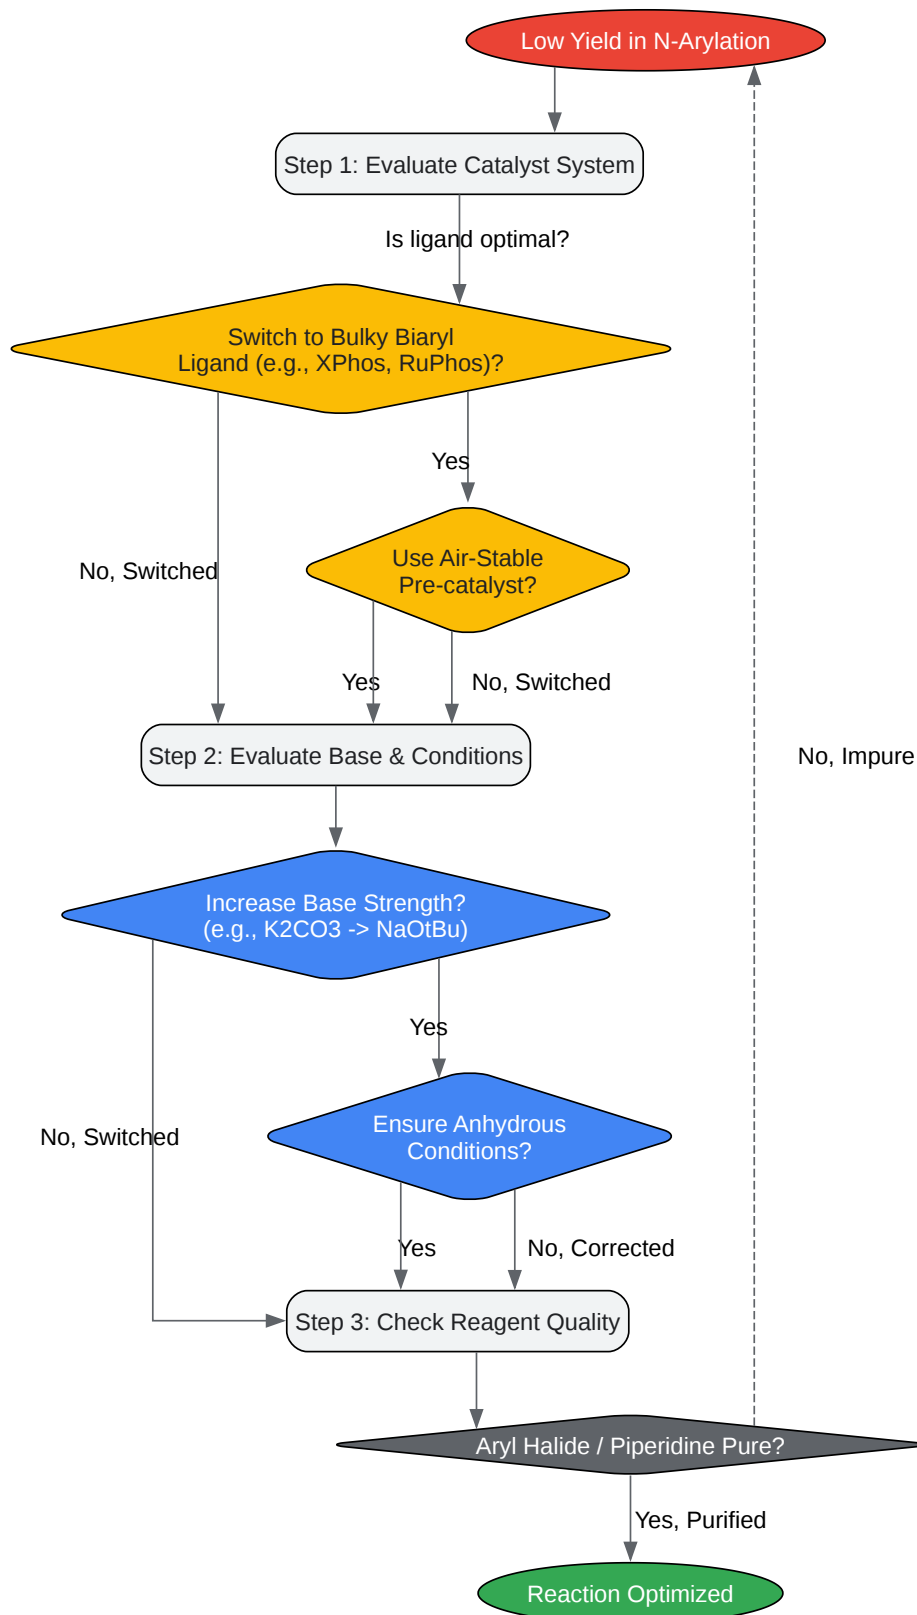 Low Yield in N-Arylation
Step 1: Evaluate Catalyst System
Is ligand optimal?
Switch to Bulky Biaryl
Ligand (e.g., XPhos, RuPhos)?
Yes
Use Air-Stable
Pre-catalyst?
No, Switched
Yes
No, Switched
Step 2: Evaluate Base & Conditions
No, Impure
Increase Base Strength?
(e.g., K2CO3 -> NaOtBu)
Yes
Ensure Anhydrous
Conditions?
No, Switched
Yes
No, Corrected
Step 3: Check Reagent Quality
Aryl Halide / Piperidine Pure?
Yes, Purified
Reaction Optimized